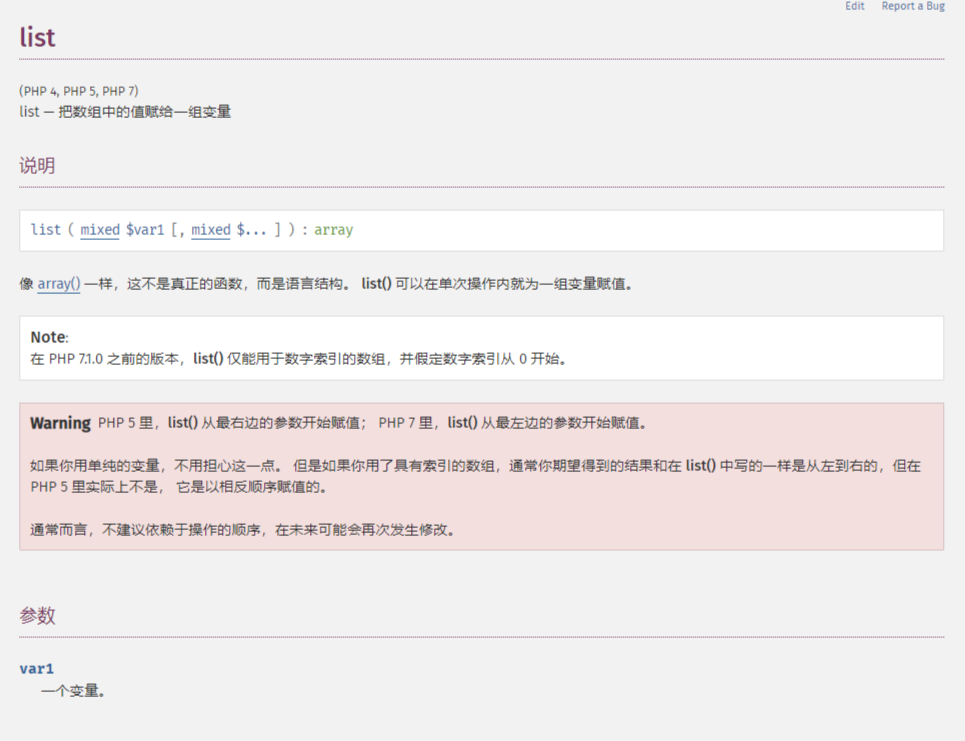 Edit Report a Bug
list
(PHP 4, PHP 5, PHP 7)
list — 把数组中的值赋给一组变量
说明
list ( mixed $var1 [, mixed $... ] ) : array
像 array() 一样，这不是真正的函数，而是语言结构。 list() 可以在单次操作内就为一组变量赋值。
Note:
在 PHP 7.1.0 之前的版本，list() 仅能用于数字索引的数组，并假定数字索引从 0 开始。
Warning PHP 5 里，list() 从最右边的参数开始赋值； PHP 7 里，list() 从最左边的参数开始赋值。
如果你用单纯的变量，不用担心这一点。 但是如果你用了具有索引的数组，通常你期望得到的结果和在 list() 中写的一样是从左到右的，但在
PHP 5 里实际上不是， 它是以相反顺序赋值的。
通常而言，不建议依赖于操作的顺序，在未来可能会再次发生修改。
参数
var1
一个变量。